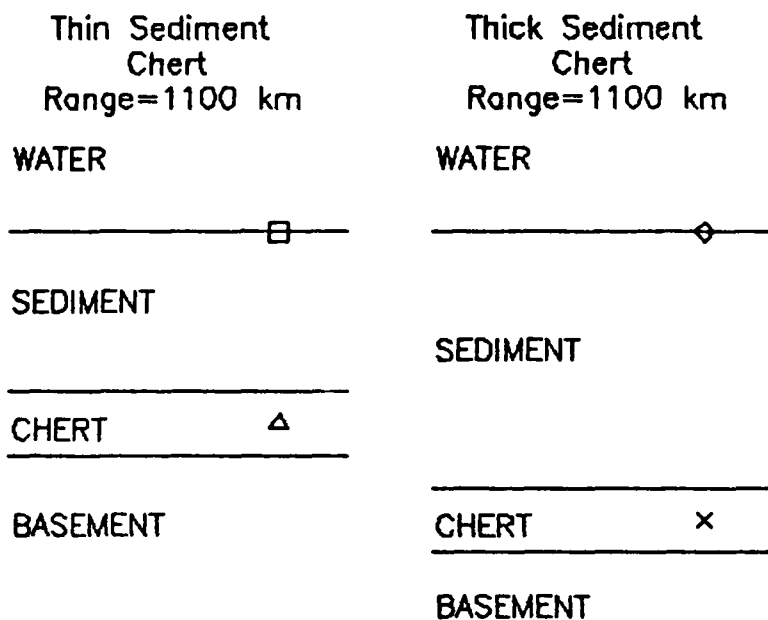 Thin Sediment
Chert
Range=1100 km
WATER
SEDIMENT
CHERT
BASEMENT
Thick Sediment
Chert
Range=1100 km
WATER
SEDIMENT
CHERT
BASEMENT